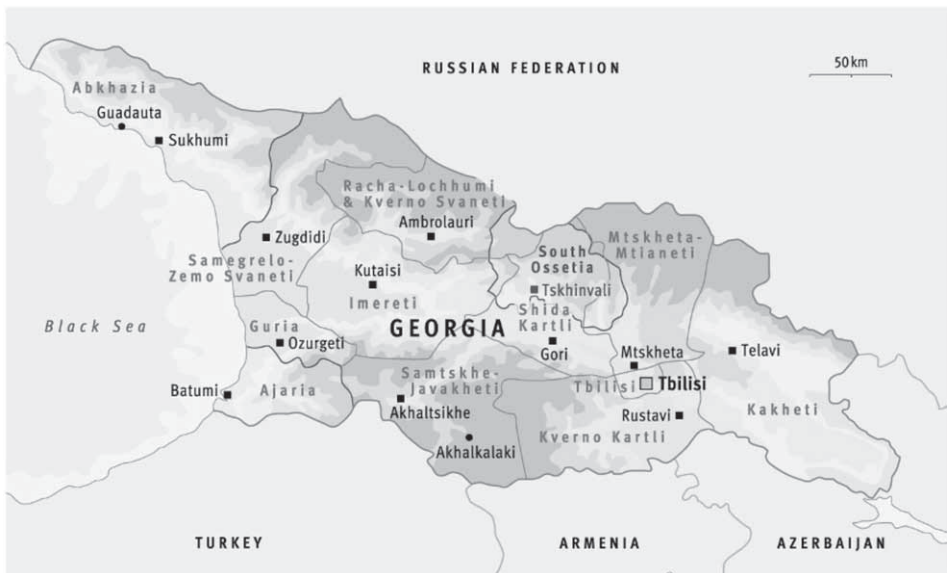 RUSSIAN FEDERATION
50 km
Abkhazia
Guadauta
Sukhumi
Racha-Lochhumi
& Kverno Svaneti
Ambrolauri
Zugdidi
Samegrelo-
Zemo Svaneti
Mtskheta-
Mtianeti
South
Ossetia
Tskhinvali
Kutaisi
Imereti
Shida
Kartli
Black Sea
Guria
GEORGIA
Ozurgeti
Gori
Mtskheta
Telavi
Samtskhe-
Javakheti
Tbilisi
Tbilisi
Batumi
Ajaria
Akhaltsikhe
Rustavi
Kakheti
Kverno Kartli
Akhalkalaki
TURKEY
ARMENIA
AZERBAIJAN